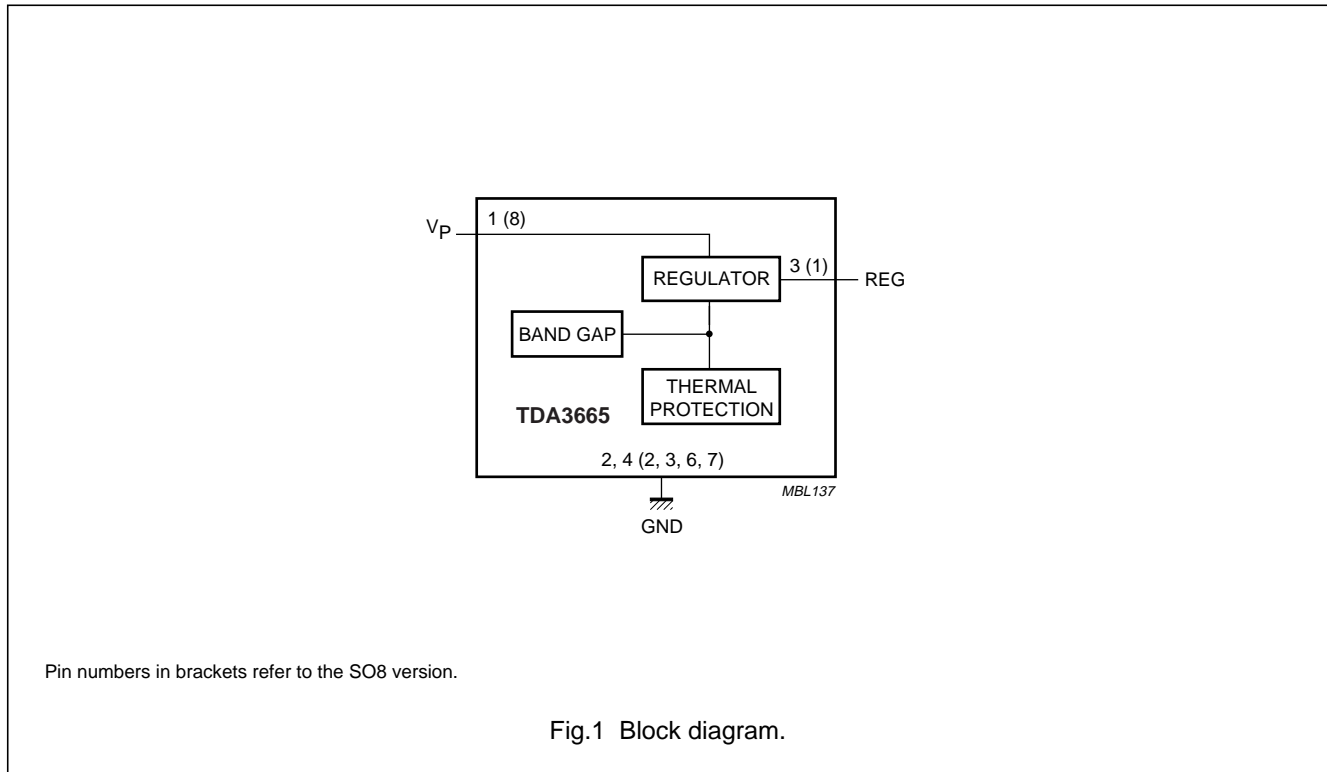 V_P
1 (8)
REGULATOR
3 (1)
REG
BAND GAP
THERMAL
PROTECTION
TDA3665
2, 4 (2, 3, 6, 7)
MBL137
GND
Pin numbers in brackets refer to the SO8 version.
Fig.1 Block diagram.